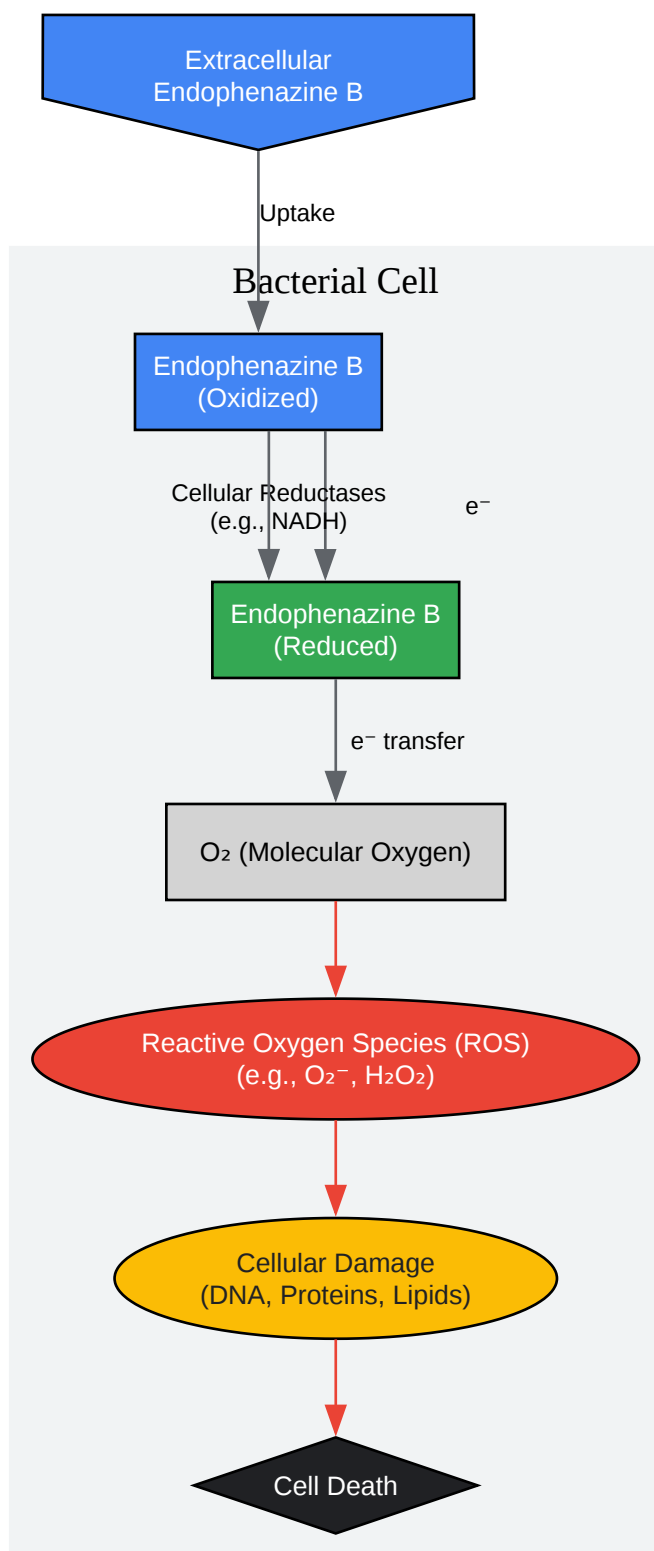 Extracellular
Endophenazine B
Uptake
Bacterial Cell
Endophenazine B
(Oxidized)
Cellular Reductases
(e.g., NADH)
e⁻
Endophenazine B
(Reduced)
e⁻ transfer
O₂ (Molecular Oxygen)
Reactive Oxygen Species (ROS)
(e.g., O₂⁻, H₂O₂)
Cellular Damage
(DNA, Proteins, Lipids)
Cell Death